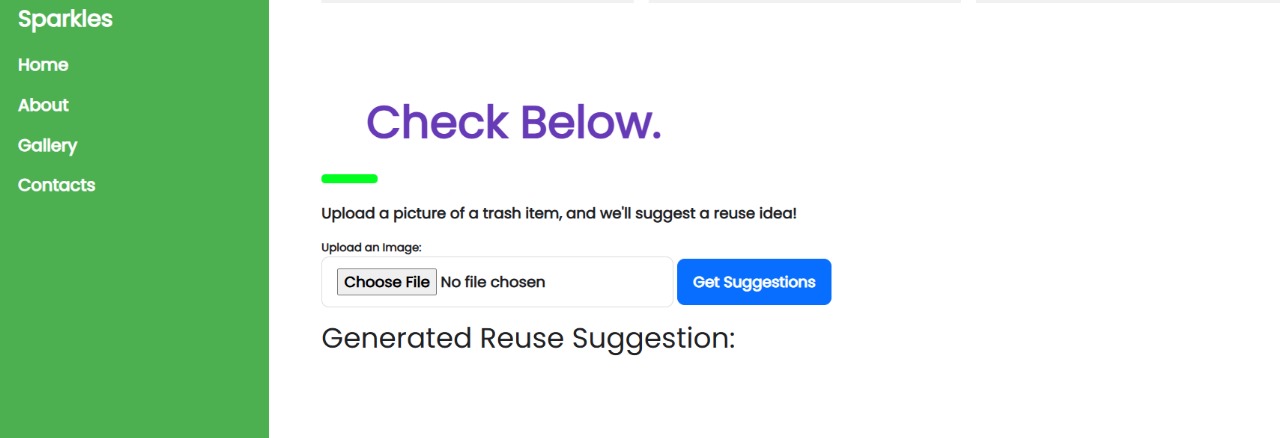 Sparkles
Home
About
Gallery
Contacts
Check Below.
Upload a picture of a trash item, and we'll suggest a reuse idea!
Upload an Image:
Choose File No file chosen Get Suggestions
Generated Reuse Suggestion: